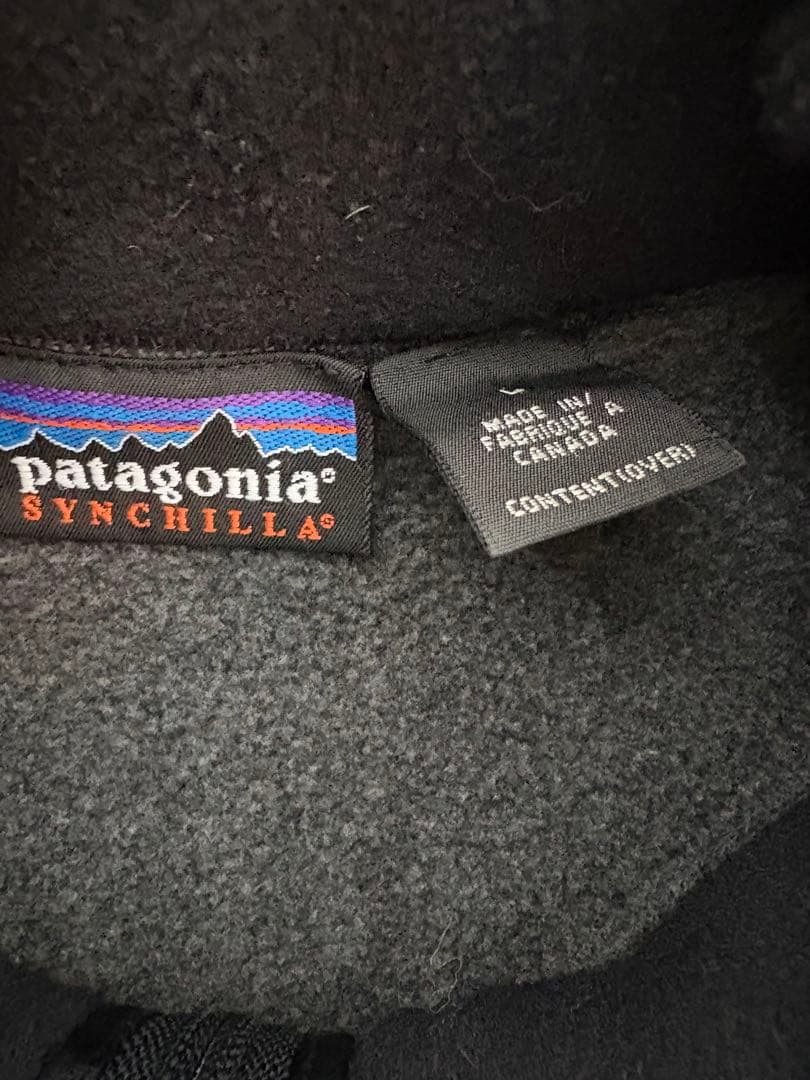 patagonia®
SYNCHILLA®
MADE IN/
FABRIQUE A
CANADA
CONTENT(OVER)